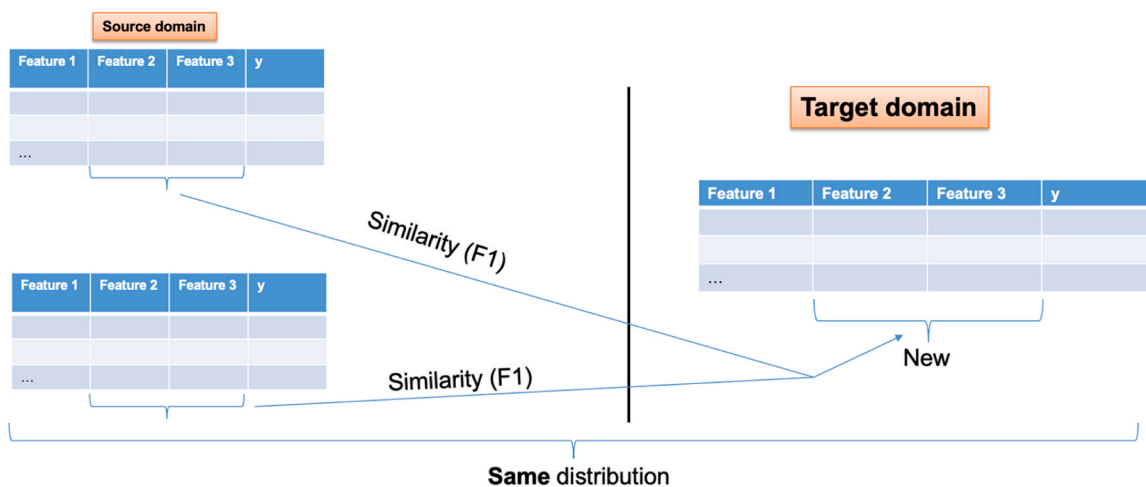 Source domain
Feature 1 Feature 2 Feature 3 y
...
Similarity (F1)
Feature 1 Feature 2 Feature 3 y
...
Similarity (F1)
Target domain
Feature 1 Feature 2 Feature 3 y
...
New
Same distribution